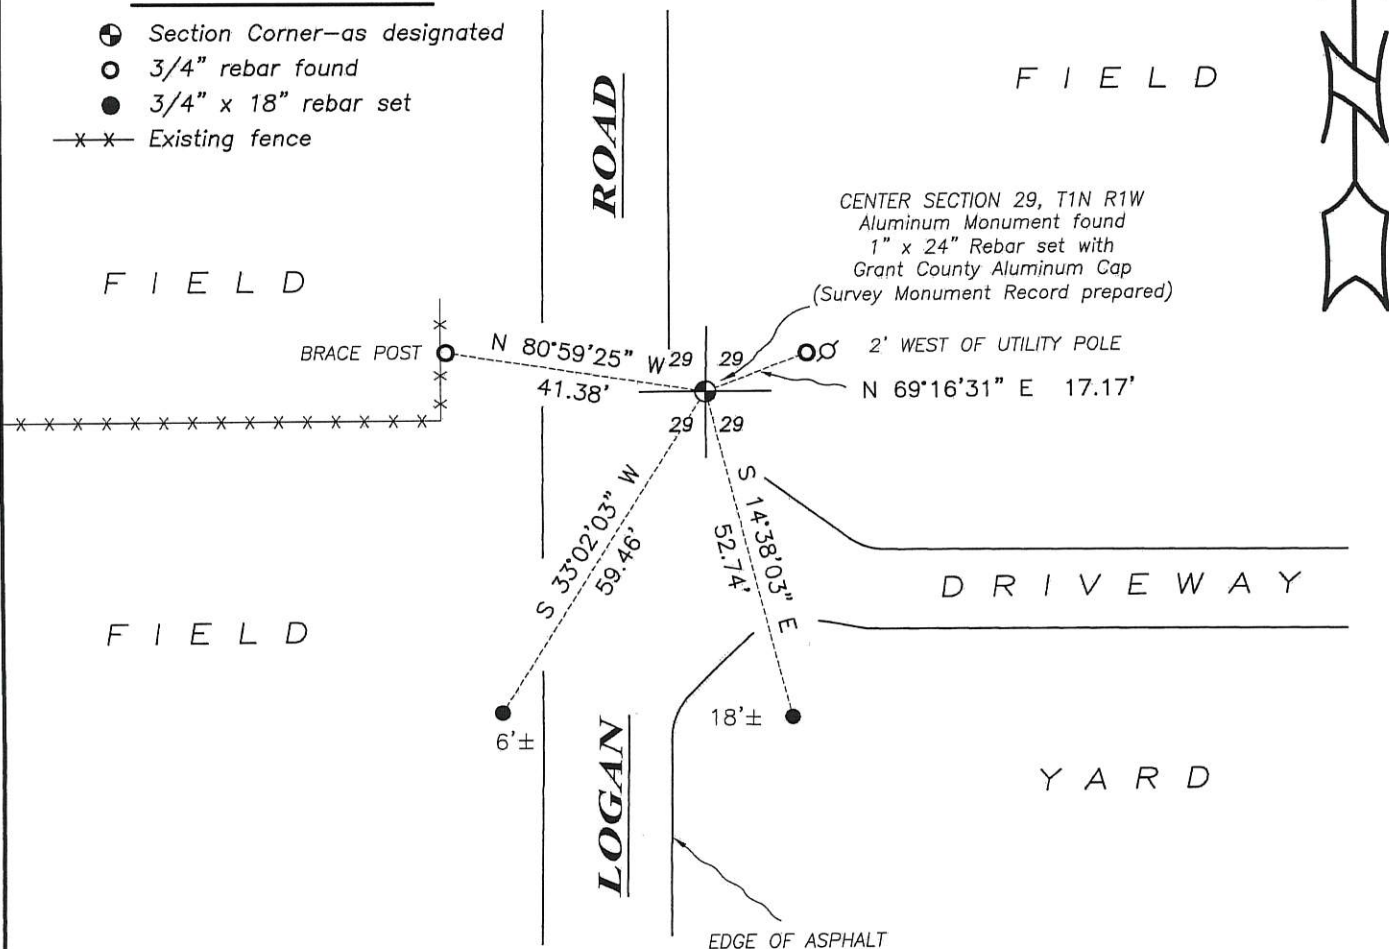 Section Corner-as designated
3/4" rebar found
3/4" x 18" rebar set
-x-x- Existing fence
ROAD
FIELD
CENTER SECTION 29, T1N R1W
Aluminum Monument found
1" x 24" Rebar set with
Grant County Aluminum Cap
(Survey Monument Record prepared)
FIELD
BRACE POST
N 80°59'25" W
41.38'
29 29
2' WEST OF UTILITY POLE
N 69°16'31" E 17.17'
29 29
S 33°02'03" W
59.46'
S 14°38'03" E
52.74'
DRIVEWAY
FIELD
6'±
18'±
LOGAN
YARD
EDGE OF ASPHALT
N